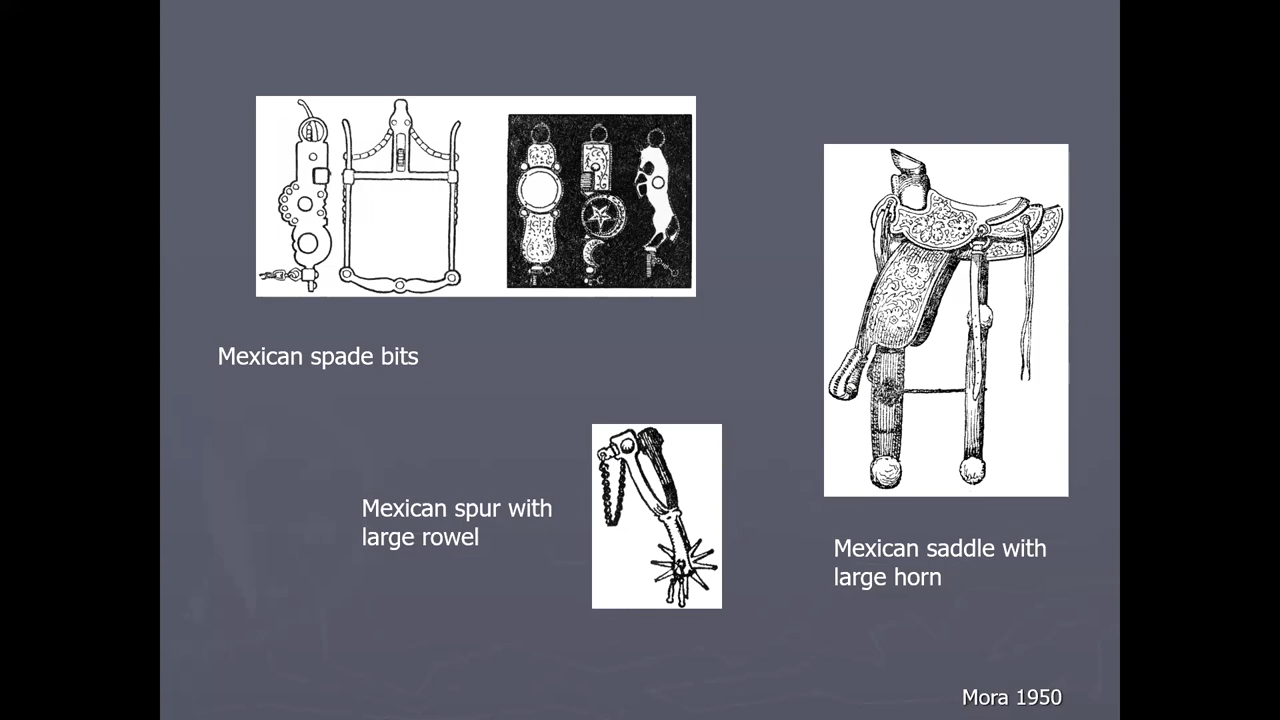 Mexican spade bits
Mexican spur with
large rowel
Mexican saddle with
large horn
Mora 1950